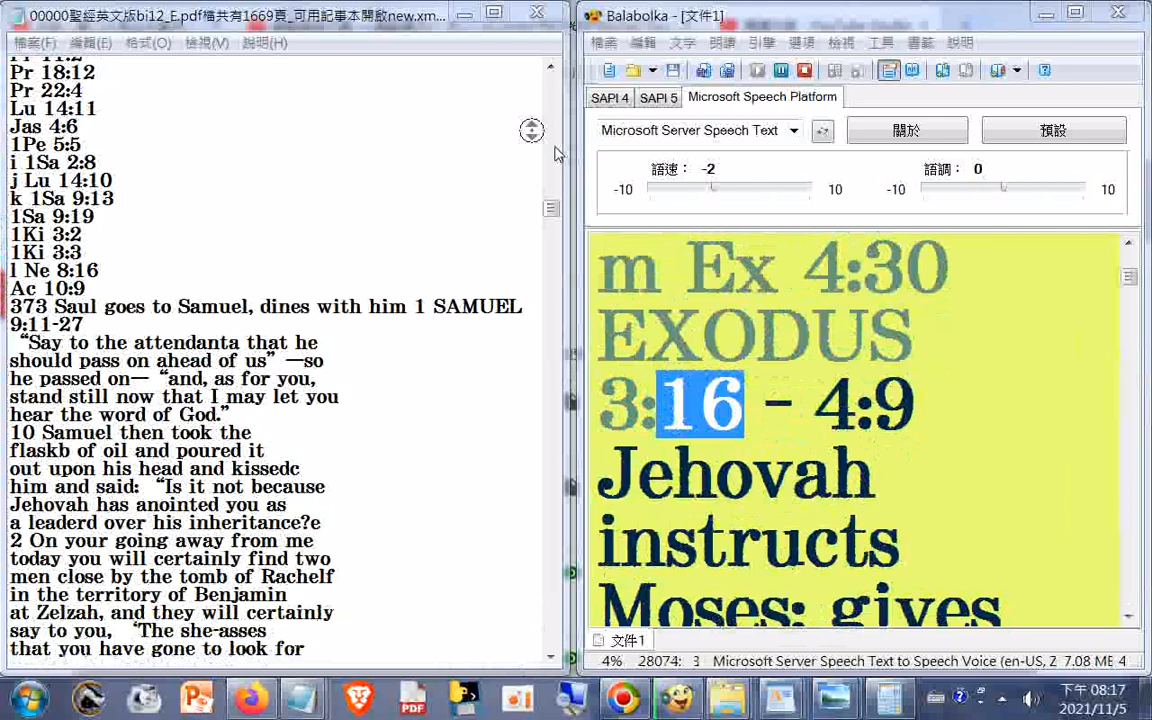 00000聖經英文版bi12_E.pdf檔共有1669頁_可用記事本開啟new.xm...
檔案(F) 編輯(E) 格式(O) 檢視(V) 說明(H)
Pr 18:12
Pr 22:4
Lu 14:11
Jas 4:6
1Pe 5:5
i 1Sa 2:8
j Lu 14:10
k 1Sa 9:13
1Sa 9:19
1Ki 3:2
1Ki 3:3
l Ne 8:16
Ac 10:9
373 Saul goes to Samuel, dines with him 1 SAMUEL
9:11-27
“Say to the attendanta that he
should pass on ahead of us” —so
he passed on— “and, as for you,
stand still now that I may let you
hear the word of God.”
10 Samuel then took the
flaskb of oil and poured it
out upon his head and kissedc
him and said: “Is it not because
Jehovah has anointed you as
a leaderd over his inheritance?e
2 On your going away from me
today you will certainly find two
men close by the tomb of Rachelf
in the territory of Benjamin
at Zelzah, and they will certainly
say to you, ‘The she-asses
that you have gone to look for
Balabolka - [文件1]
檔案 編輯 文字 朗讀 引擎 選項 檢視 工具 書籤 說明
SAPI 4 SAPI 5 Microsoft Speech Platform
Microsoft Server Speech Text 關於 預設
語速： -2 語調： 0
-10 10 -10 10
m Ex 4:30
EXODUS
3:16 - 4:9
Jehovah
instructs
Moses; gives
文件1
4% 28074: 3 Microsoft Server Speech Text to Speech Voice (en-US, 2 7.08 ME 4
下午 08:17
2021/11/5